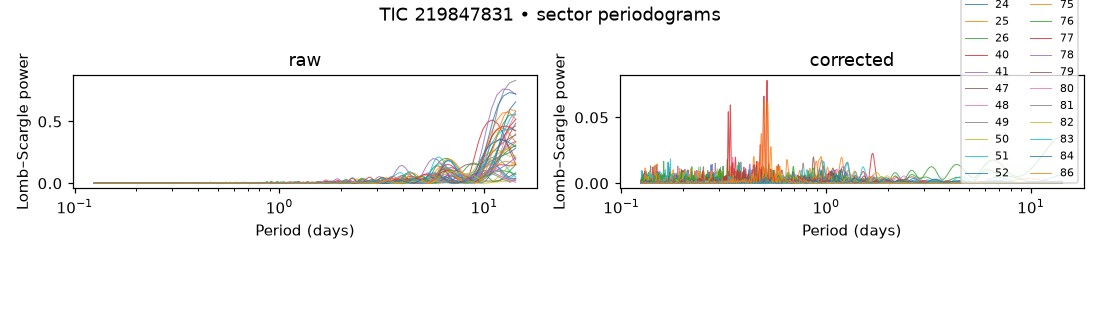 TIC 219847831 • sector periodograms
raw
Lomb–Scargle power
0.5
0.0
10⁻¹ 10⁰ 10¹
Period (days)
corrected
Lomb–Scargle power
0.05
0.00
10⁻¹ 10⁰ 10¹
Period (days)
24 75
25 76
26 77
40 78
41 79
47 80
48 81
49 82
50 83
51 84
52 86